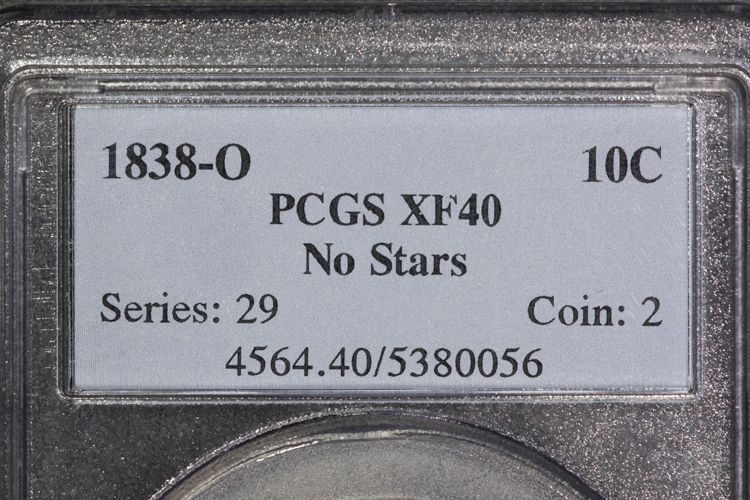 1838-O 10C
PCGS XF40
No Stars
Series: 29 Coin: 2
4564.40/5380056